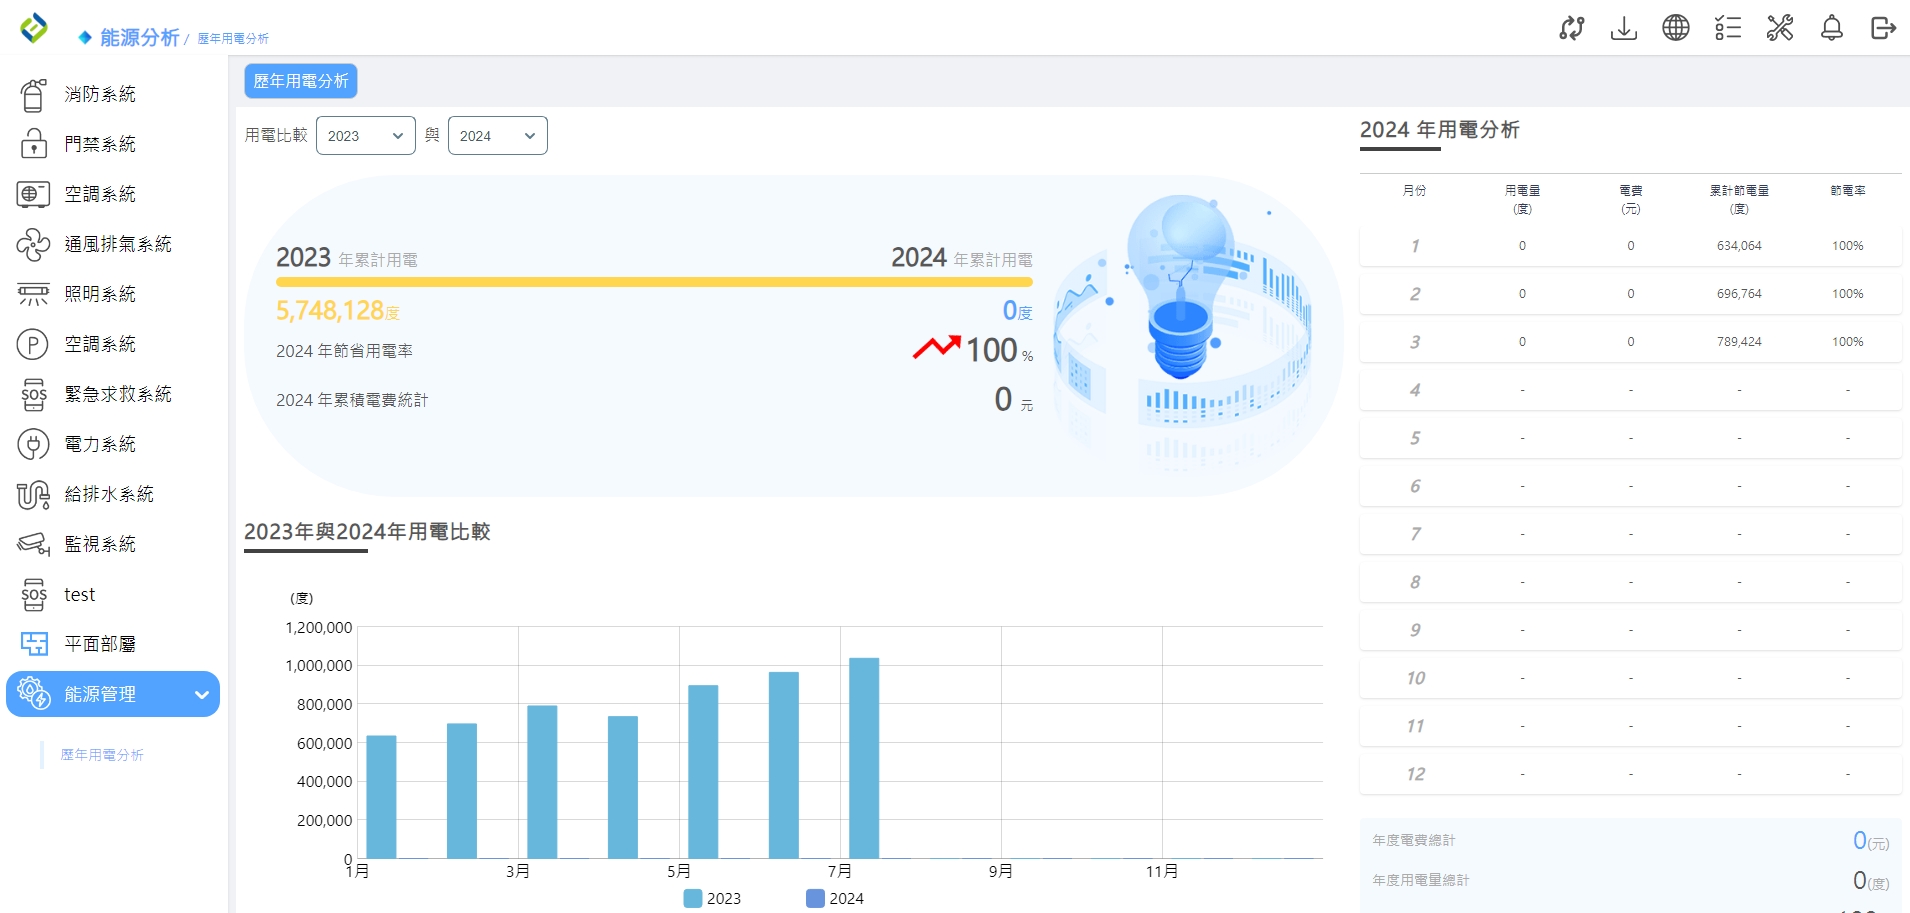 能源分析 / 歷年用電分析
消防系統
門禁系統
空調系統
通風排氣系統
照明系統
P
空調系統
SOS
緊急求救系統
電力系統
給排水系統
監視系統
SOS
test
平面部屬
能源管理
歷年用電分析
歷年用電分析
用電比較 2023 與 2024
2023 年累計用電
2024 年累計用電
5,748,128度
0度
2024 年節省用電率
100 %
2024 年累積電費統計
0 元
2023年與2024年用電比較
(度)
1,200,000
1,000,000
800,000
600,000
400,000
200,000
0
1月 3月 5月 7月 9月 11月
2023 2024
2024 年用電分析
月份 用電量 電費 累計節電量 節電率
(度) (元) (度)
1 0 0 634,064 100%
2 0 0 696,764 100%
3 0 0 789,424 100%
4 - - - -
5 - - - -
6 - - - -
7 - - - -
8 - - - -
9 - - - -
10 - - - -
11 - - - -
12 - - - -
年度電費總計 0(元)
年度用電量總計 0(度)